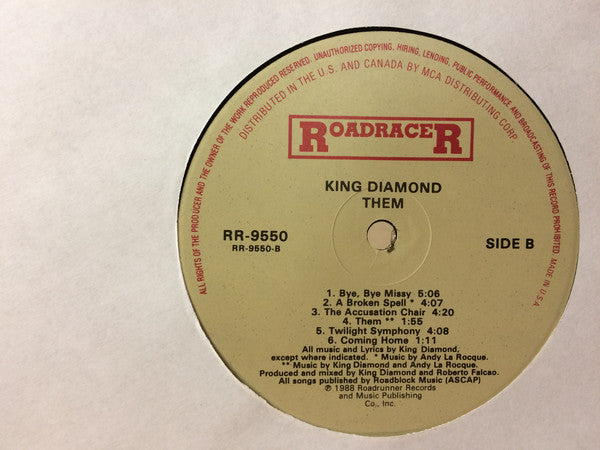 ALL RIGHTS OF THE PRODUCER AND THE OWNER OF THE WORK REPRODUCED RESERVED. UNAUTHORIZED COPYING, HIRING, LENDING, PUBLIC PERFORMANCE AND BROADCASTING OF THIS RECORD PROHIBITED. MADE IN U.S.A.
DISTRIBUTED IN THE U.S. AND CANADA BY MCA DISTRIBUTING CORP.
ROADRACER
KING DIAMOND
THEM
RR-9550
RR-9550-B
SIDE B
1. Bye, Bye Missy 5:06
2. A Broken Spell * 4:07
3. The Accusation Chair 4:20
4. Them ** 1:55
5. Twilight Symphony 4:08
6. Coming Home 1:11
All music and Lyrics by King Diamond,
except where indicated. * Music by Andy La Rocque.
** Music by King Diamond and Andy La Rocque.
Produced and mixed by King Diamond and Roberto Falcao.
All songs published by Roadblock Music (ASCAP)
℗ 1988 Roadrunner Records
and Music Publishing
Co., Inc.